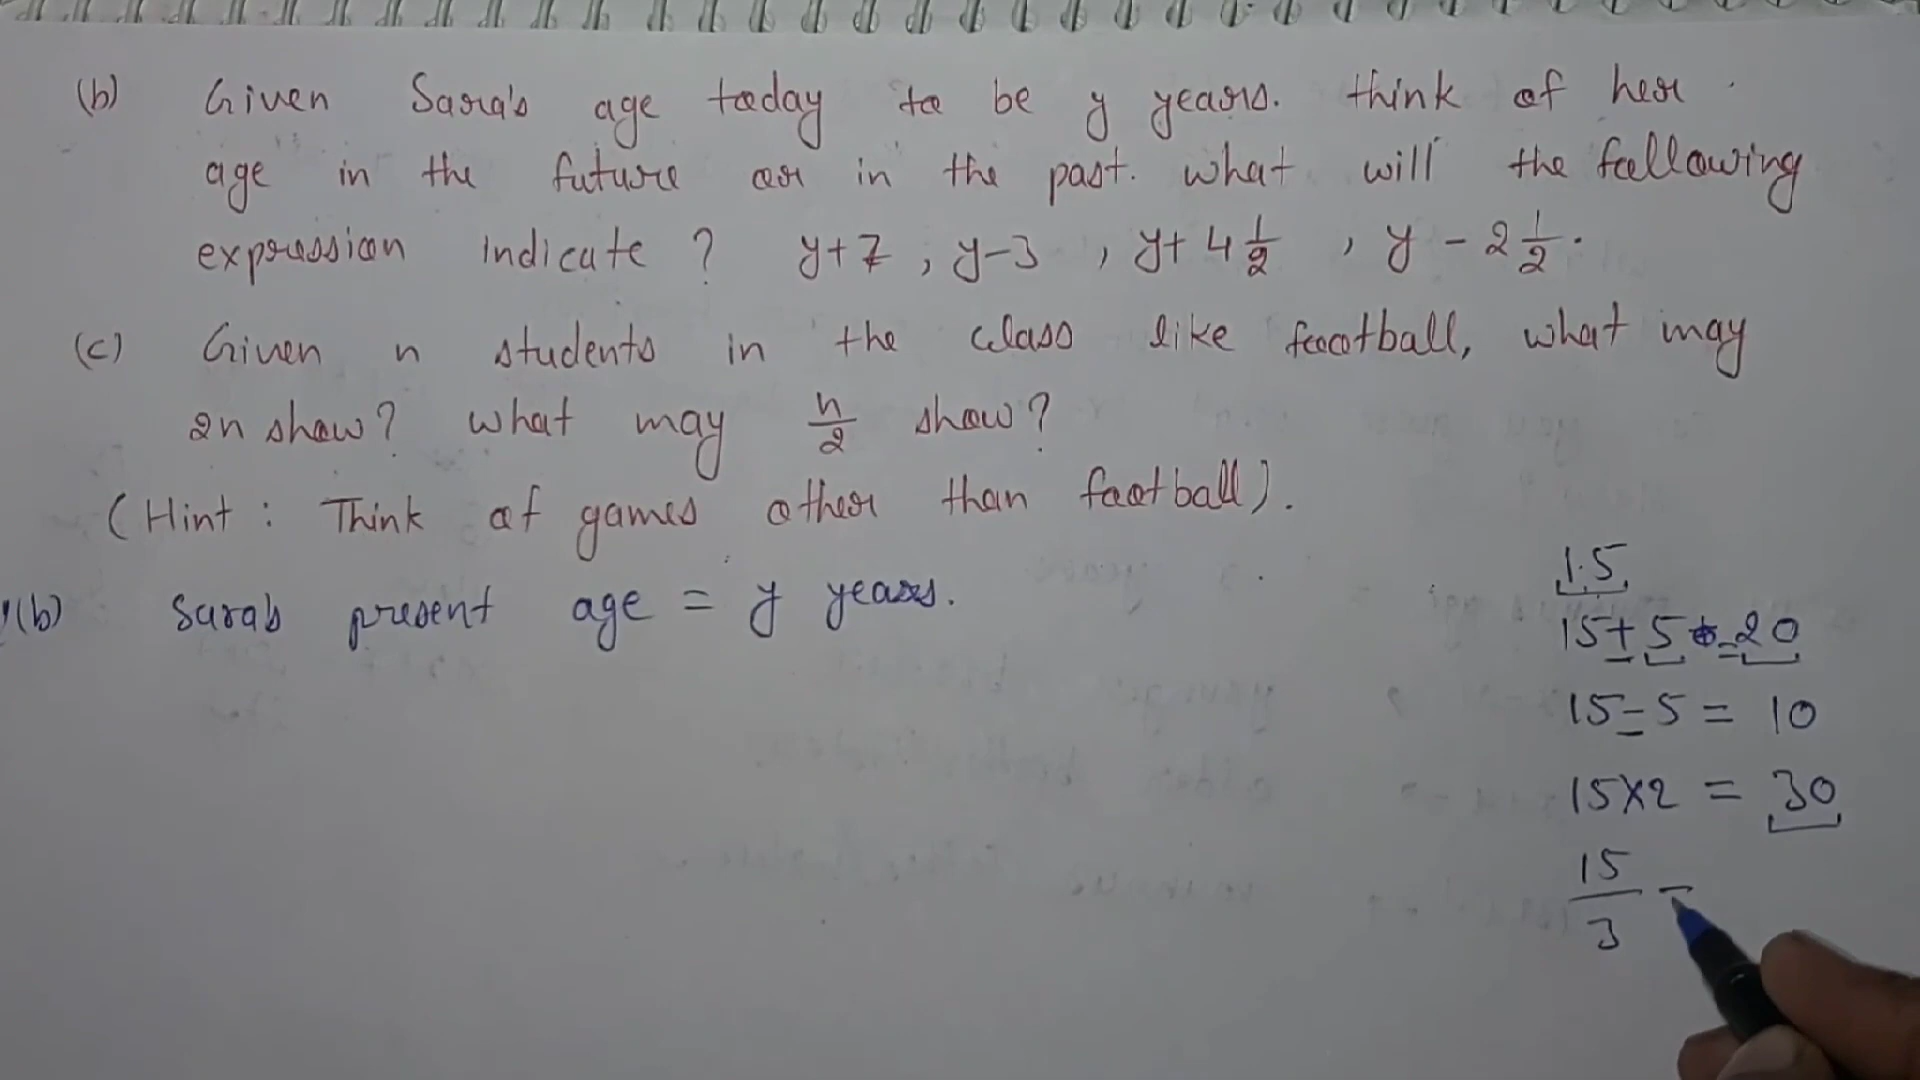 (b) Given Sara's age today to be y years. think of her
age in the future or in the past. what will the following
expression indicate ? y+7 , y-3 , y+ 4 1/2 , y - 2 1/2.
(c) Given n students in the class like football, what may
2n show? what may n/2 show?
(Hint : Think of games other than football).
(b) Sara's present age = y years.
1.5
15+5=20
15-5 = 10
15×2 = 30
15/3 =